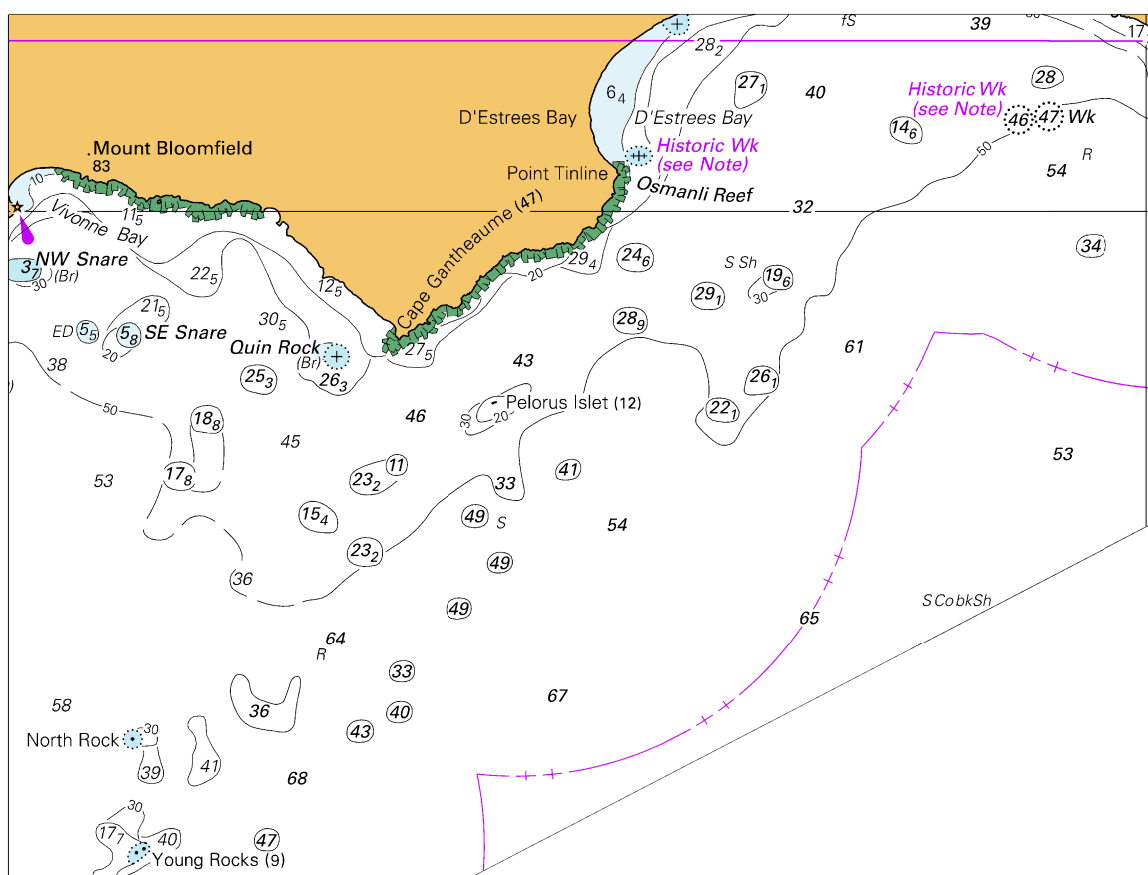 fS
39
30
17
28₂
6₄
27₁
40
28
D'Estrees Bay
D'Estrees Bay
Historic Wk
(see Note)
14₆
46
47
Wk
50
R
54
Mount Bloomfield
83
Historic Wk
(see Note)
Point Tinline
Osmanli Reef
10
Vivonne Bay
11₅
Cape Gantheaume (47)
32
34
NW Snare
3₇
(Br)
30
22₅
12₅
20
29₄
24₆
S Sh
19₆
30
29₁
21₅
ED
5₅
5₈
SE Snare
20
30₅
Quin Rock
(Br)
27₅
28₉
61
38
25₃
26₃
43
26₁
50
18₈
46
30
20
Pelorus Islet (12)
22₁
45
53
17₈
11
23₂
33
41
53
15₄
49
S
54
23₂
49
36
49
S Co bk Sh
65
64
R
33
58
36
40
67
43
North Rock
30
39
41
68
30
17₇
40
47
Young Rocks (9)